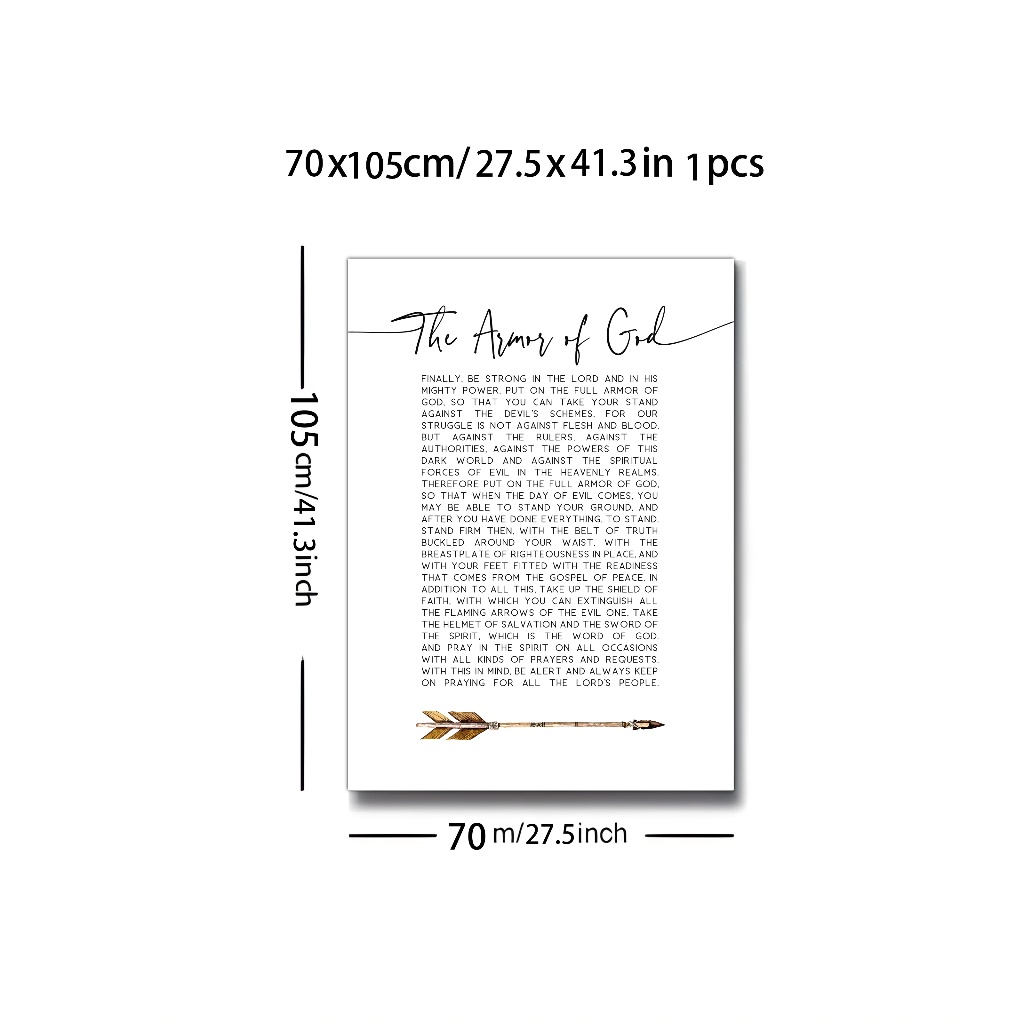 70x105cm/ 27.5x41.3in 1pcs
105cm/41.3inch
The Armor of God
FINALLY, BE STRONG IN THE LORD AND IN HIS
MIGHTY POWER. PUT ON THE FULL ARMOR OF
GOD, SO THAT YOU CAN TAKE YOUR STAND
AGAINST THE DEVIL'S SCHEMES. FOR OUR
STRUGGLE IS NOT AGAINST FLESH AND BLOOD,
BUT AGAINST THE RULERS, AGAINST THE
AUTHORITIES, AGAINST THE POWERS OF THIS
DARK WORLD AND AGAINST THE SPIRITUAL
FORCES OF EVIL IN THE HEAVENLY REALMS.
THEREFORE PUT ON THE FULL ARMOR OF GOD,
SO THAT WHEN THE DAY OF EVIL COMES, YOU
MAY BE ABLE TO STAND YOUR GROUND, AND
AFTER YOU HAVE DONE EVERYTHING, TO STAND.
STAND FIRM THEN, WITH THE BELT OF TRUTH
BUCKLED AROUND YOUR WAIST, WITH THE
BREASTPLATE OF RIGHTEOUSNESS IN PLACE, AND
WITH YOUR FEET FITTED WITH THE READINESS
THAT COMES FROM THE GOSPEL OF PEACE. IN
ADDITION TO ALL THIS, TAKE UP THE SHIELD OF
FAITH, WITH WHICH YOU CAN EXTINGUISH ALL
THE FLAMING ARROWS OF THE EVIL ONE. TAKE
THE HELMET OF SALVATION AND THE SWORD OF
THE SPIRIT, WHICH IS THE WORD OF GOD.
AND PRAY IN THE SPIRIT ON ALL OCCASIONS
WITH ALL KINDS OF PRAYERS AND REQUESTS.
WITH THIS IN MIND, BE ALERT AND ALWAYS KEEP
ON PRAYING FOR ALL THE LORD'S PEOPLE.
70 m/27.5inch